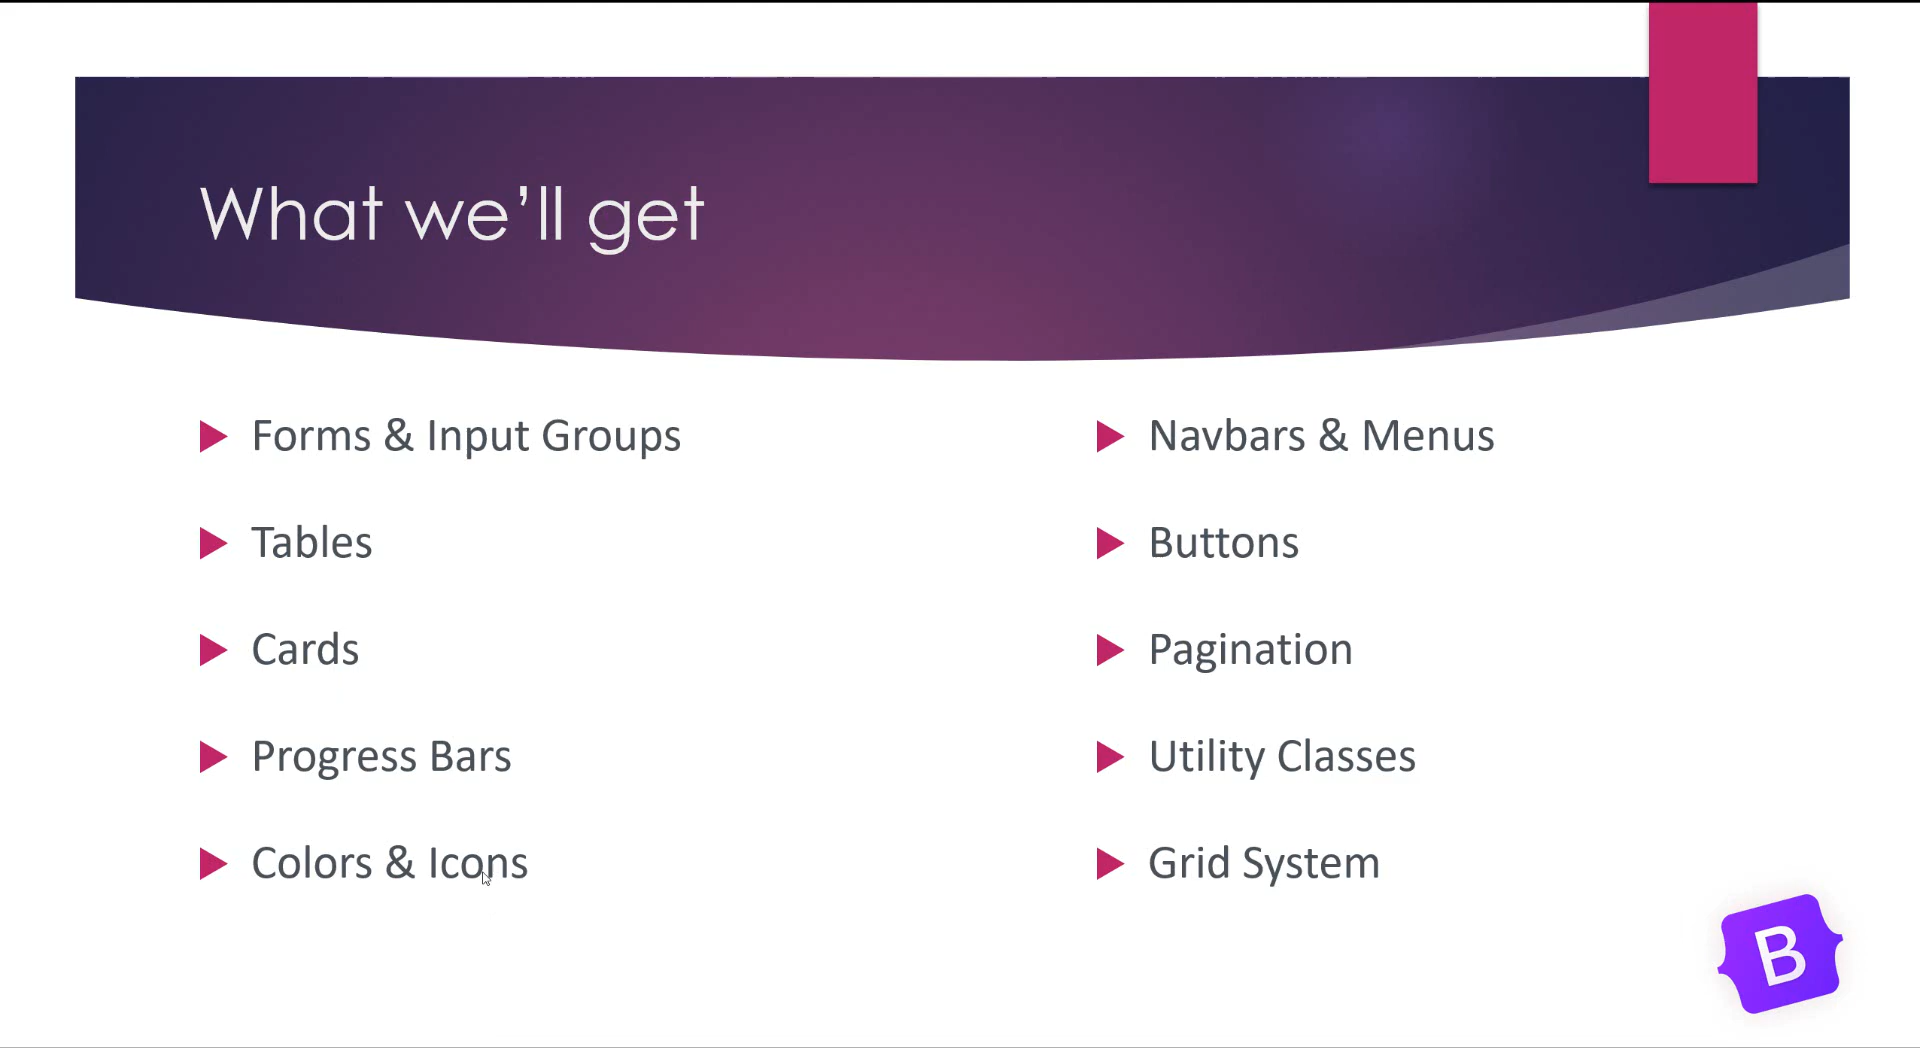 What we’ll get
Forms & Input Groups
Tables
Cards
Progress Bars
Colors & Icons
Navbars & Menus
Buttons
Pagination
Utility Classes
Grid System
B